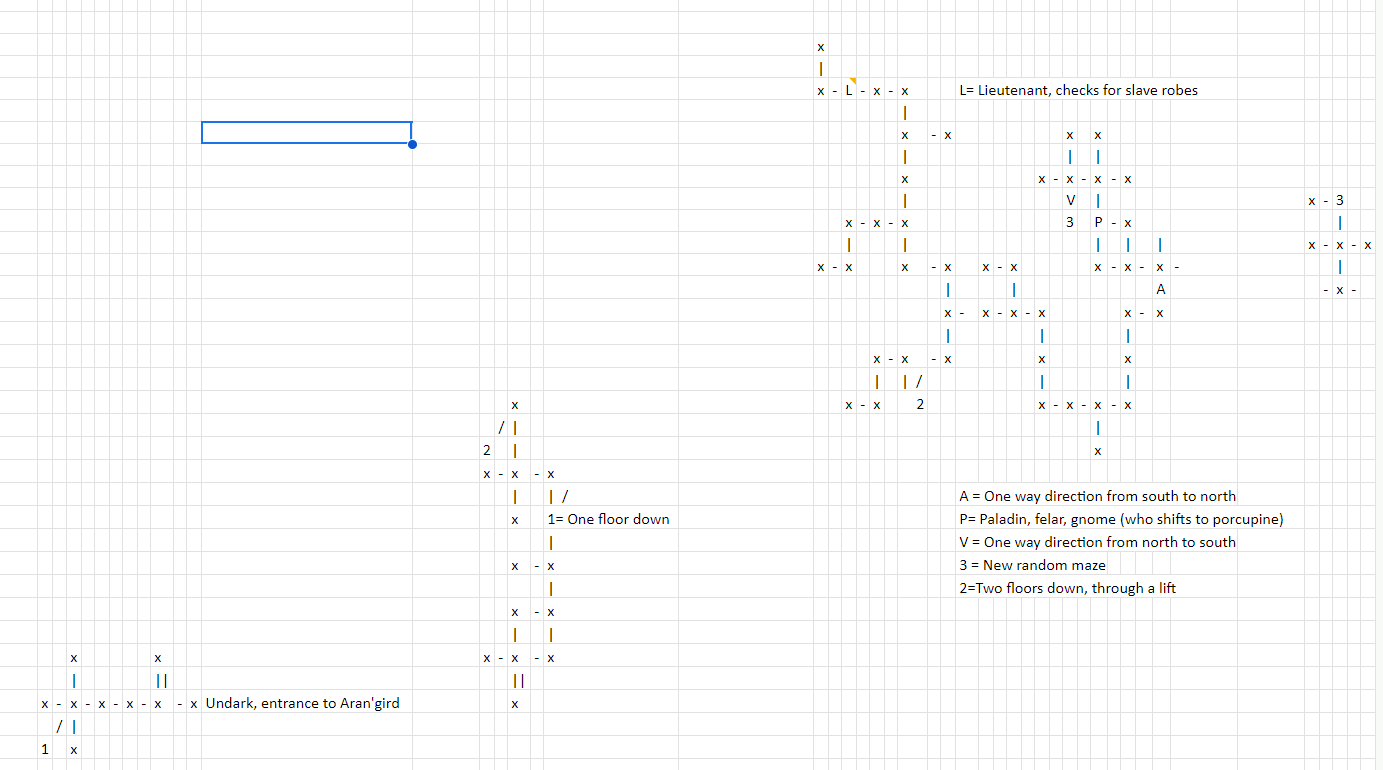 x
|
x - L - x - x L= Lieutenant, checks for slave robes
|
x - x x x
| | |
x x - x - x - x
| V | x - 3
x - x - x 3 P - x |
| | | | | x - x - x
x - x x - x x - x x - x - x - |
| | A - x -
x - x - x - x x - x
| | |
x - x - x x x
| | / | |
x x - x 2 x - x - x - x
/ | |
2 | x
x - x - x
| | / A = One way direction from south to north
x 1= One floor down P= Paladin, felar, gnome (who shifts to porcupine)
| V = One way direction from north to south
x - x 3 = New random maze
| 2=Two floors down, through a lift
x - x
| |
x x x - x - x
| || ||
x - x - x - x - x - x Undark, entrance to Aran'gird x
/ |
1 x